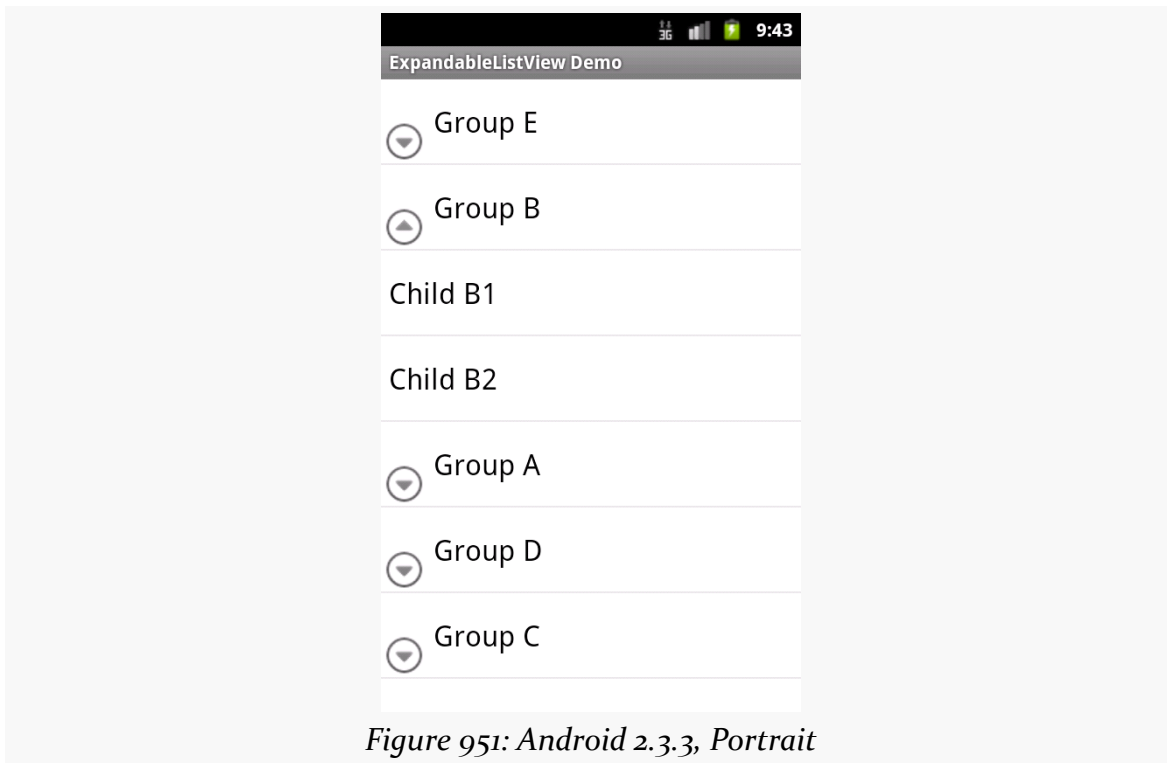 3G 9:43
ExpandableListView Demo
Group E
Group B
Child B1
Child B2
Group A
Group D
Group C
Figure 951: Android 2.3.3, Portrait